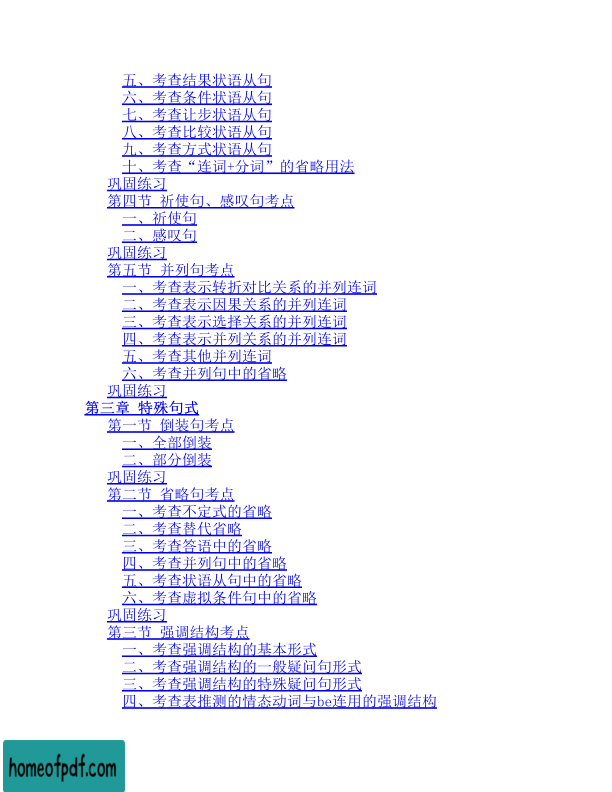 五、考查结果状语从句
六、考查条件状语从句
七、考查让步状语从句
八、考查比较状语从句
九、考查方式状语从句
十、考查“连词+分词”的省略用法
巩固练习
第四节 祈使句、感叹句考点
一、祈使句
二、感叹句
巩固练习
第五节 并列句考点
一、考查表示转折对比关系的并列连词
二、考查表示因果关系的并列连词
三、考查表示选择关系的并列连词
四、考查表示并列关系的并列连词
五、考查其他并列连词
六、考查并列句中的省略
巩固练习
第三章 特殊句式
第一节 倒装句考点
一、全部倒装
二、部分倒装
巩固练习
第二节 省略句考点
一、考查不定式的省略
二、考查替代省略
三、考查答语中的省略
四、考查并列句中的省略
五、考查状语从句中的省略
六、考查虚拟条件句中的省略
巩固练习
第三节 强调结构考点
一、考查强调结构的基本形式
二、考查强调结构的一般疑问句形式
三、考查强调结构的特殊疑问句形式
四、考查表推测的情态动词与be连用的强调结构
homeofpdf.com